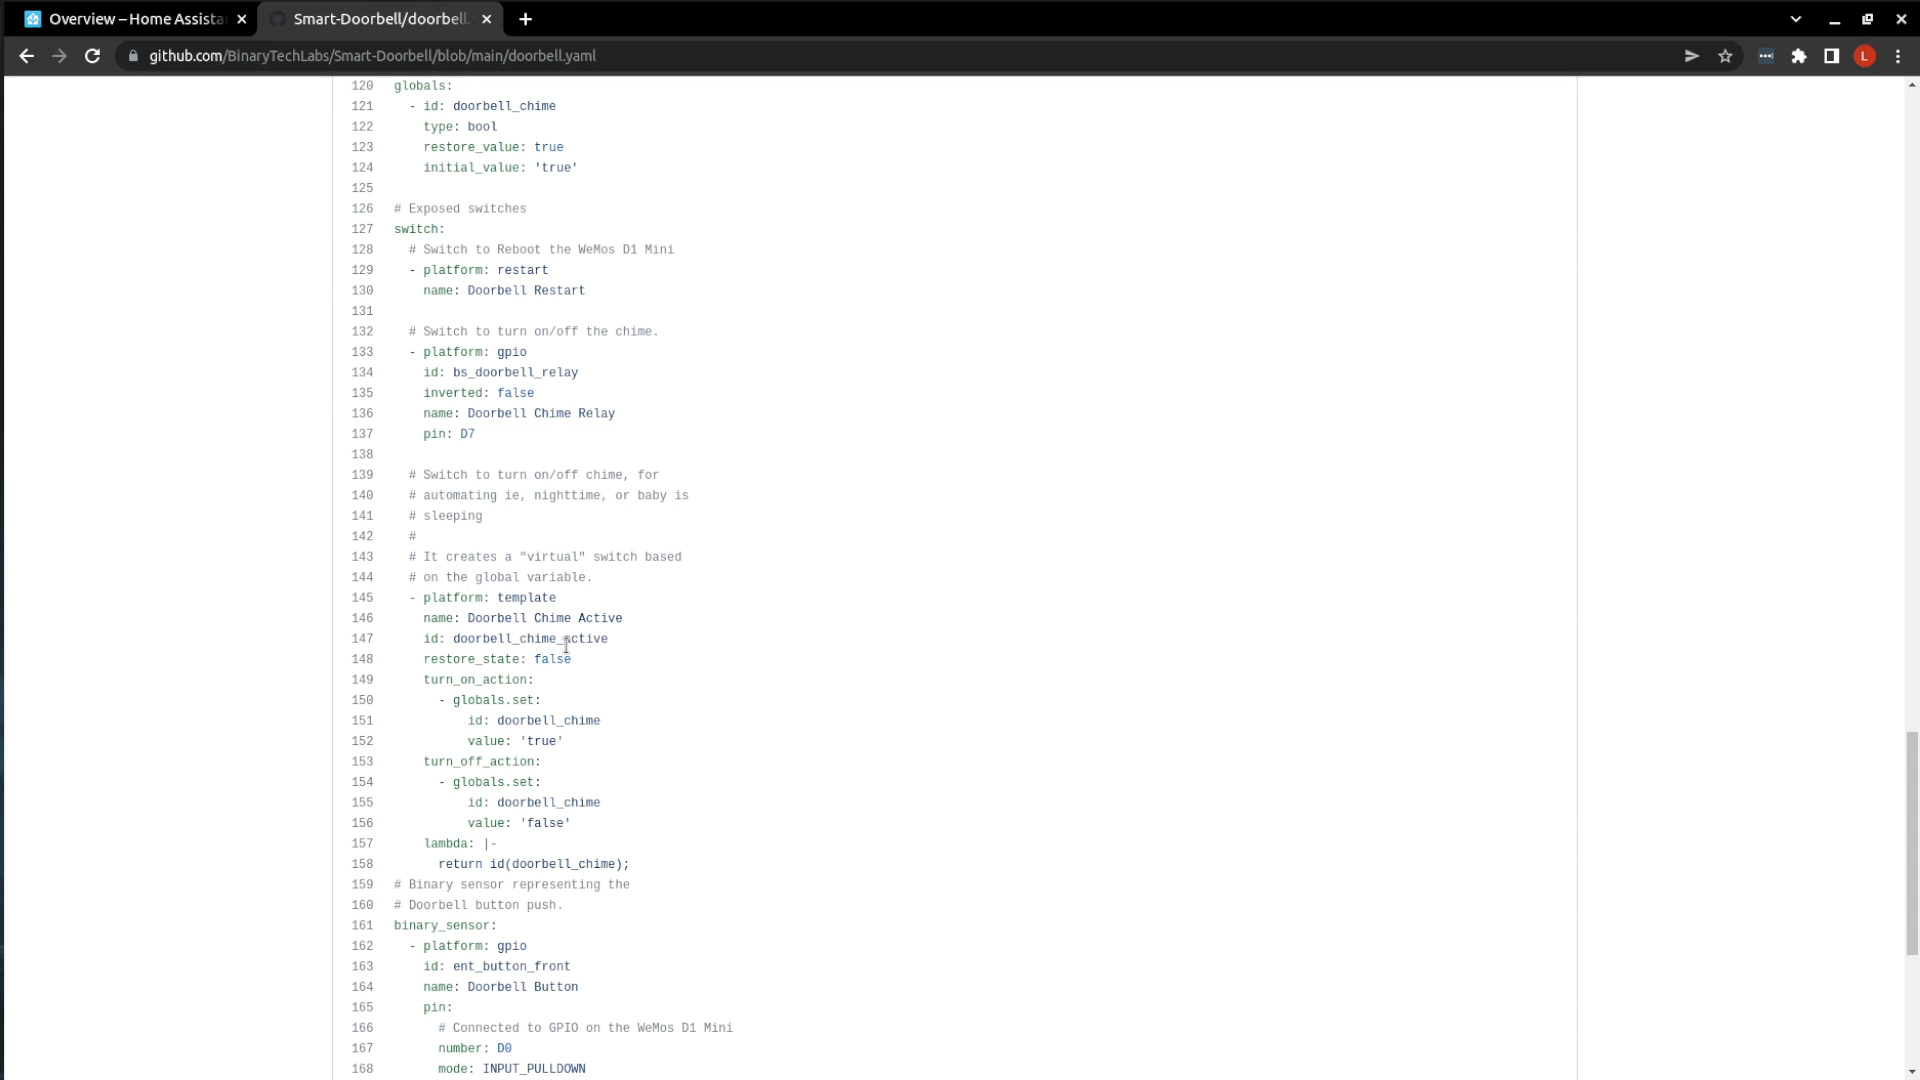 Overview – Home Assista
Smart-Doorbell/doorbell.
github.com/BinaryTechLabs/Smart-Doorbell/blob/main/doorbell.yaml
L
120 globals:
121 - id: doorbell_chime
122 type: bool
123 restore_value: true
124 initial_value: 'true'
125
126 # Exposed switches
127 switch:
128 # Switch to Reboot the WeMos D1 Mini
129 - platform: restart
130 name: Doorbell Restart
131
132 # Switch to turn on/off the chime.
133 - platform: gpio
134 id: bs_doorbell_relay
135 inverted: false
136 name: Doorbell Chime Relay
137 pin: D7
138
139 # Switch to turn on/off chime, for
140 # automating ie, nighttime, or baby is
141 # sleeping
142 #
143 # It creates a "virtual" switch based
144 # on the global variable.
145 - platform: template
146 name: Doorbell Chime Active
147 id: doorbell_chime_active
148 restore_state: false
149 turn_on_action:
150 - globals.set:
151 id: doorbell_chime
152 value: 'true'
153 turn_off_action:
154 - globals.set:
155 id: doorbell_chime
156 value: 'false'
157 lambda: |-
158 return id(doorbell_chime);
159 # Binary sensor representing the
160 # Doorbell button push.
161 binary_sensor:
162 - platform: gpio
163 id: ent_button_front
164 name: Doorbell Button
165 pin:
166 # Connected to GPIO on the WeMos D1 Mini
167 number: D0
168 mode: INPUT_PULLDOWN